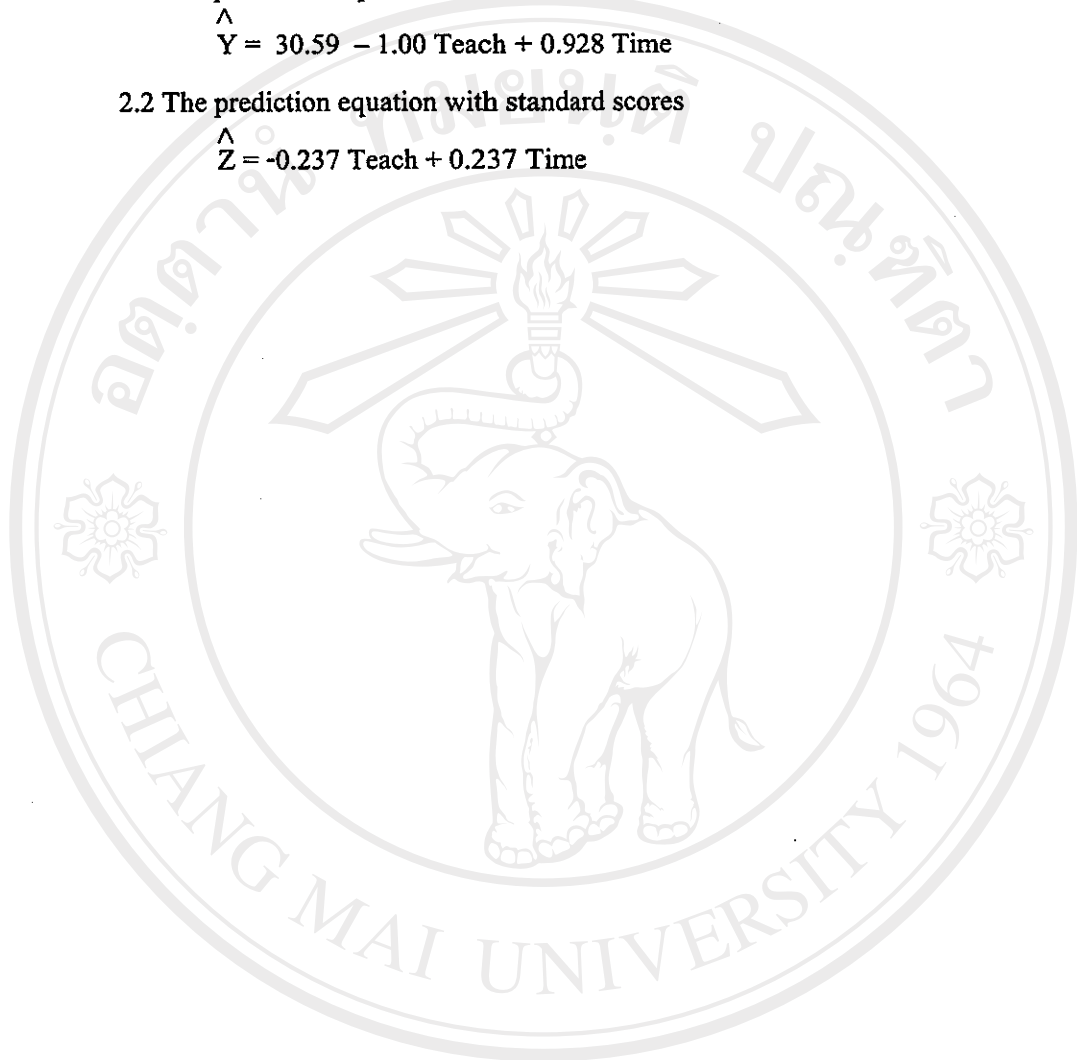 ∧
Y = 30.59 – 1.00 Teach + 0.928 Time
2.2 The prediction equation with standard scores
∧
Z = -0.237 Teach + 0.237 Time
CHIANG MAI UNIVERSITY 1964